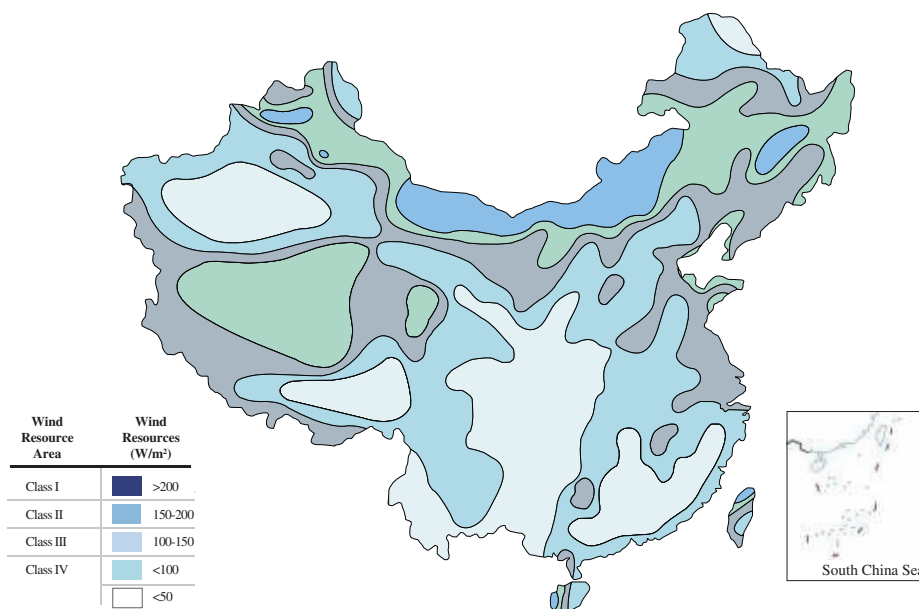 Wind Resource Area Wind Resources (W/m²)
Class I >200
Class II 150-200
Class III 100-150
Class IV <100
<50
South China Sea